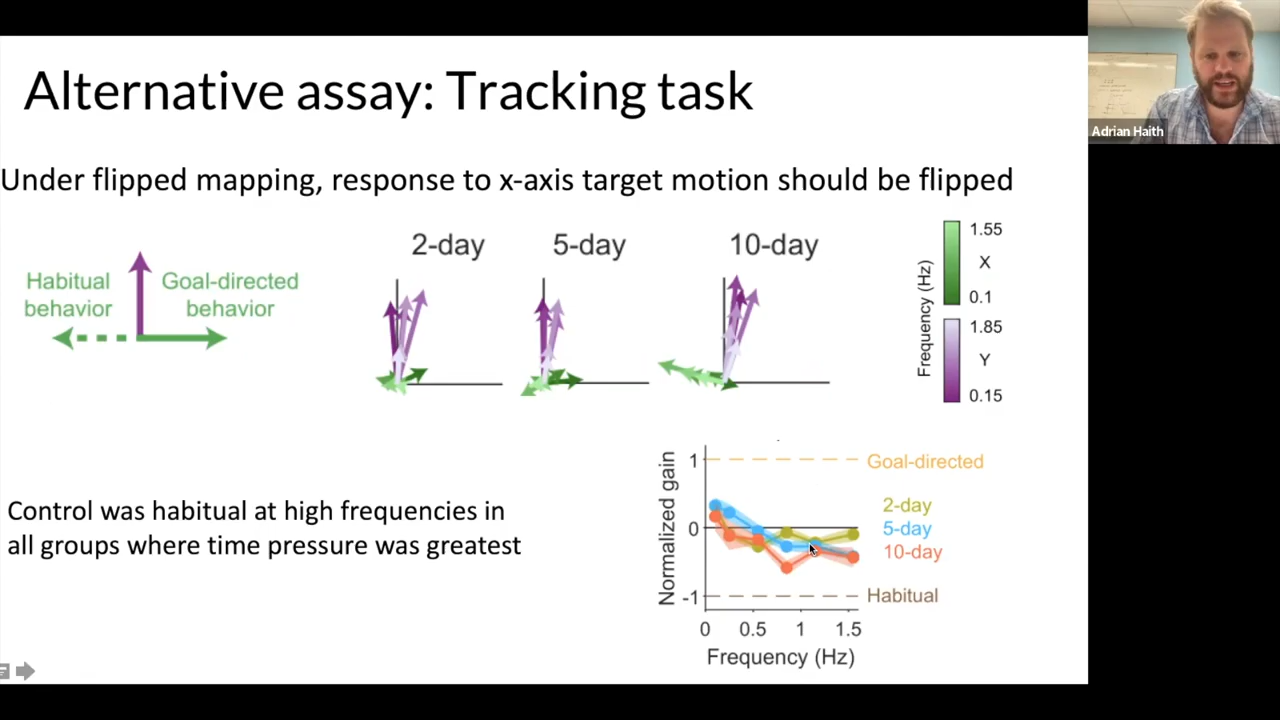 Alternative assay: Tracking task
Adrian Haith
Under flipped mapping, response to x-axis target motion should be flipped
Habitual
behavior
Goal-directed
behavior
2-day
5-day
10-day
Frequency (Hz)
1.55
X
0.1
1.85
Y
0.15
Control was habitual at high frequencies in
all groups where time pressure was greatest
Normalized gain
1
0
-1
Goal-directed
2-day
5-day
10-day
Habitual
0
0.5
1
1.5
Frequency (Hz)